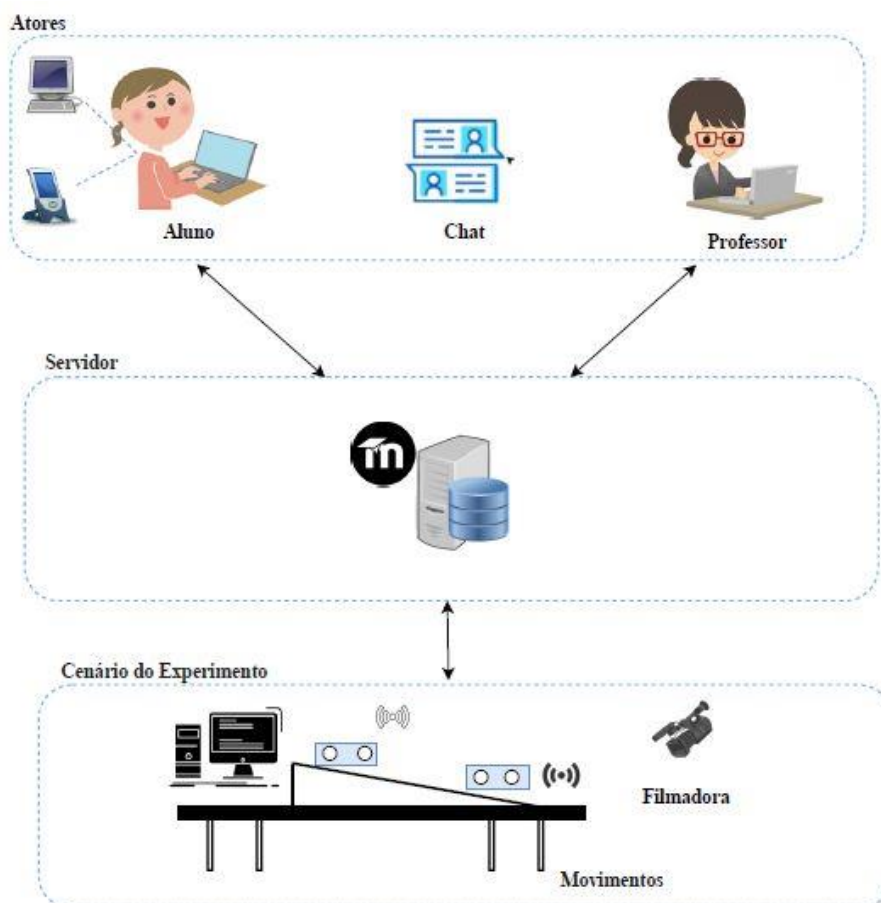 Atores
Aluno
Chat
Professor
Servidor
m
Cenário do Experimento
Filmadora
Movimentos